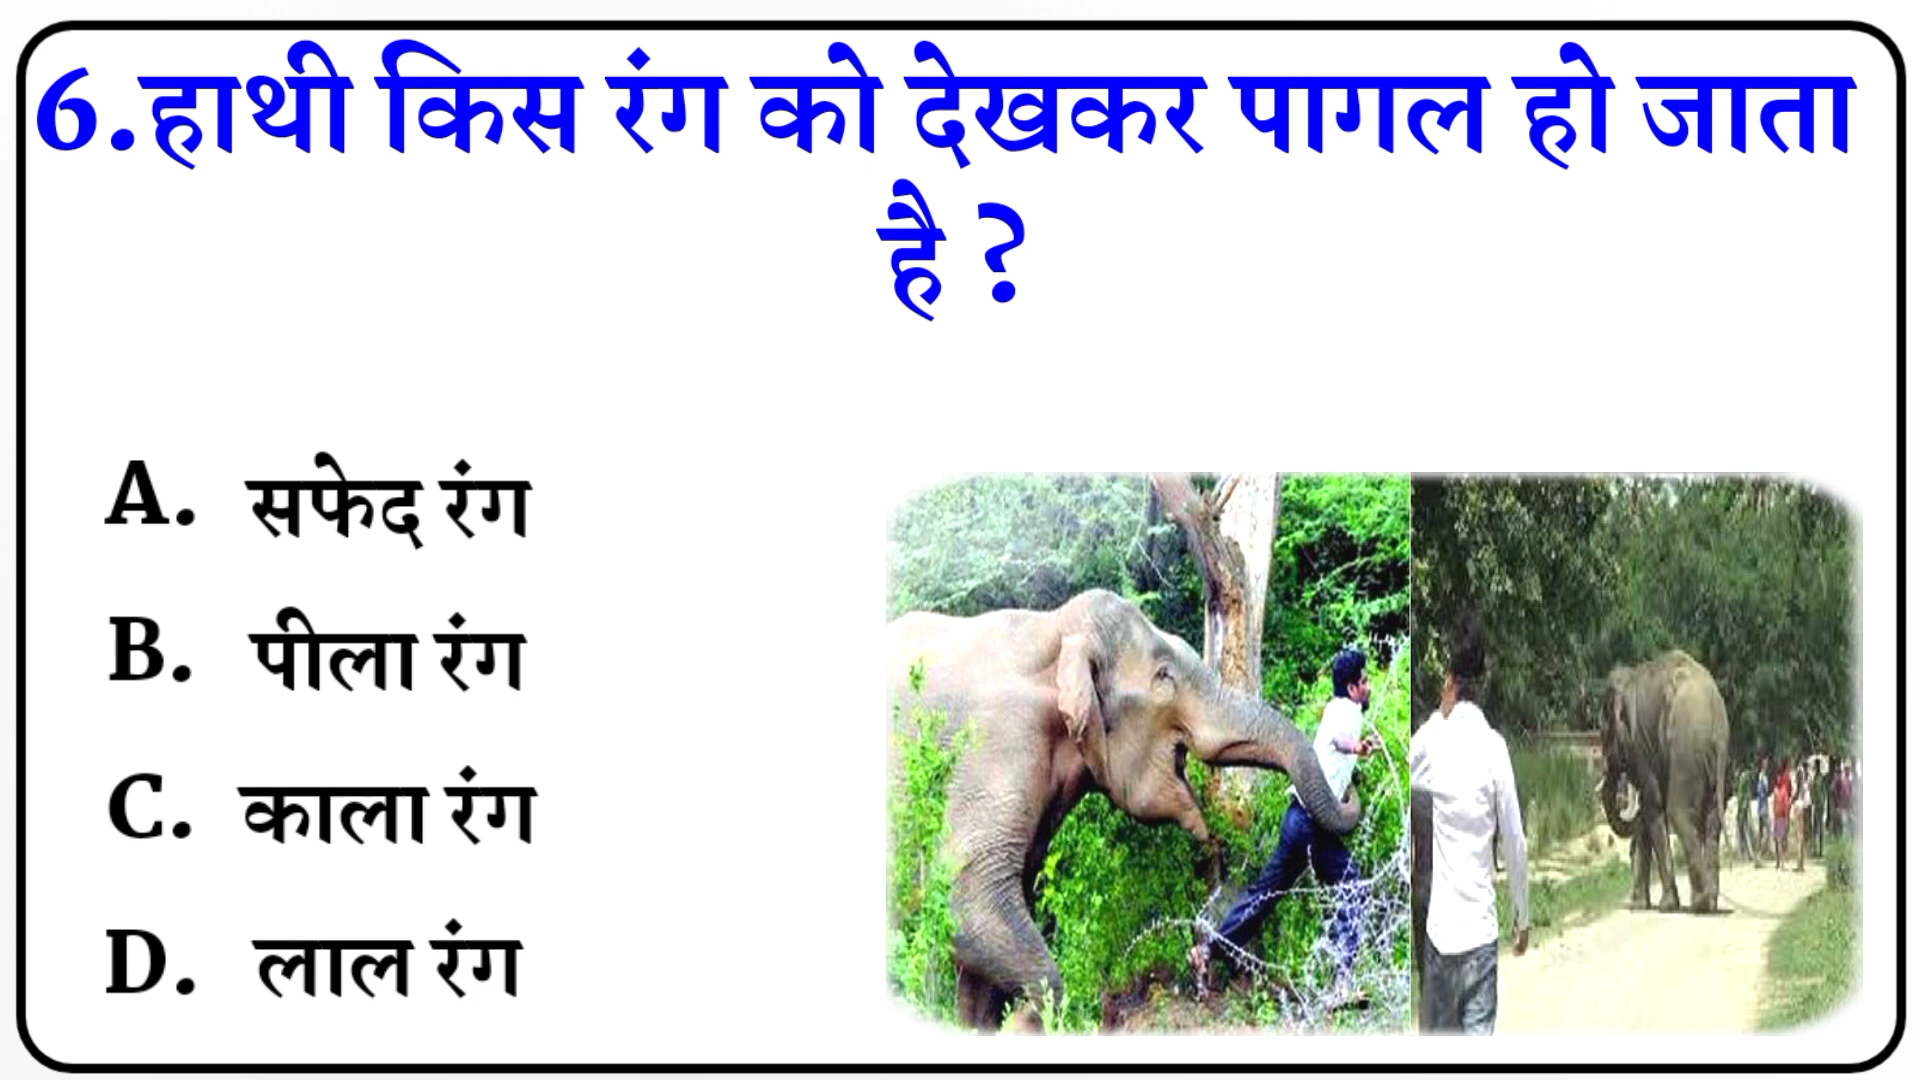 6.हाथी किस रंग को देखकर पागल हो जाता
है ?
A. सफेद रंग
B. पीला रंग
C. काला रंग
D. लाल रंग